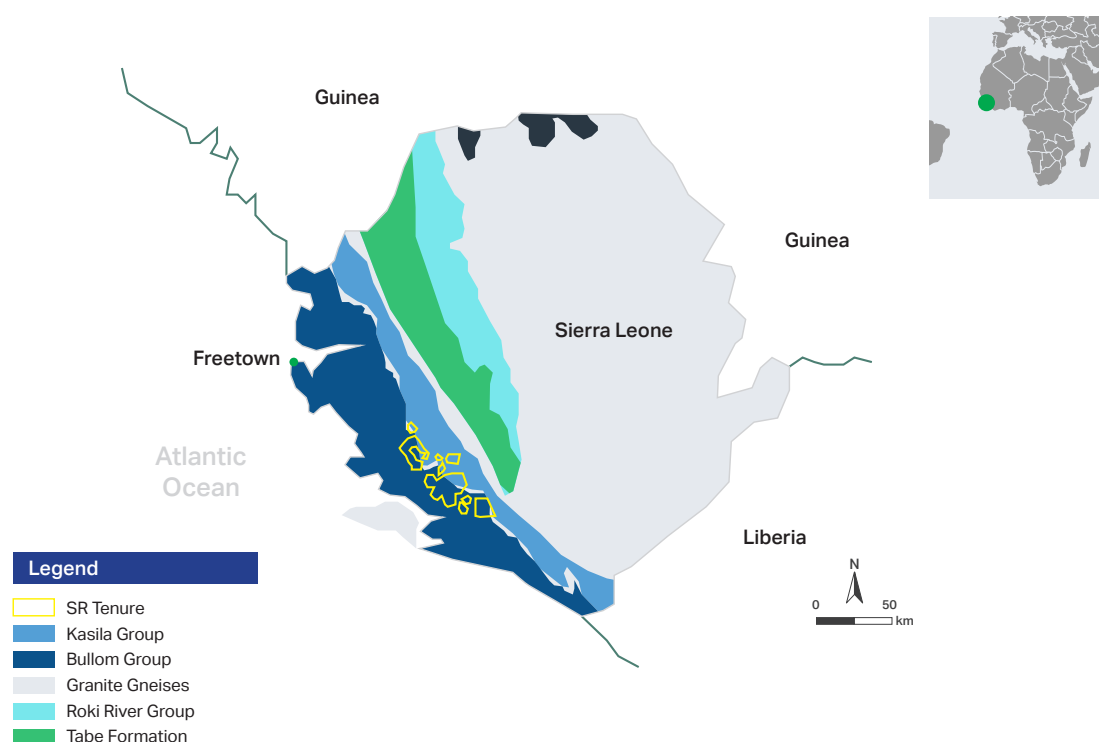 Guinea
Guinea
Sierra Leone
Freetown
Atlantic
Ocean
Liberia
N
0 50
km
Legend
SR Tenure
Kasila Group
Bullom Group
Granite Gneises
Roki River Group
Tabe Formation